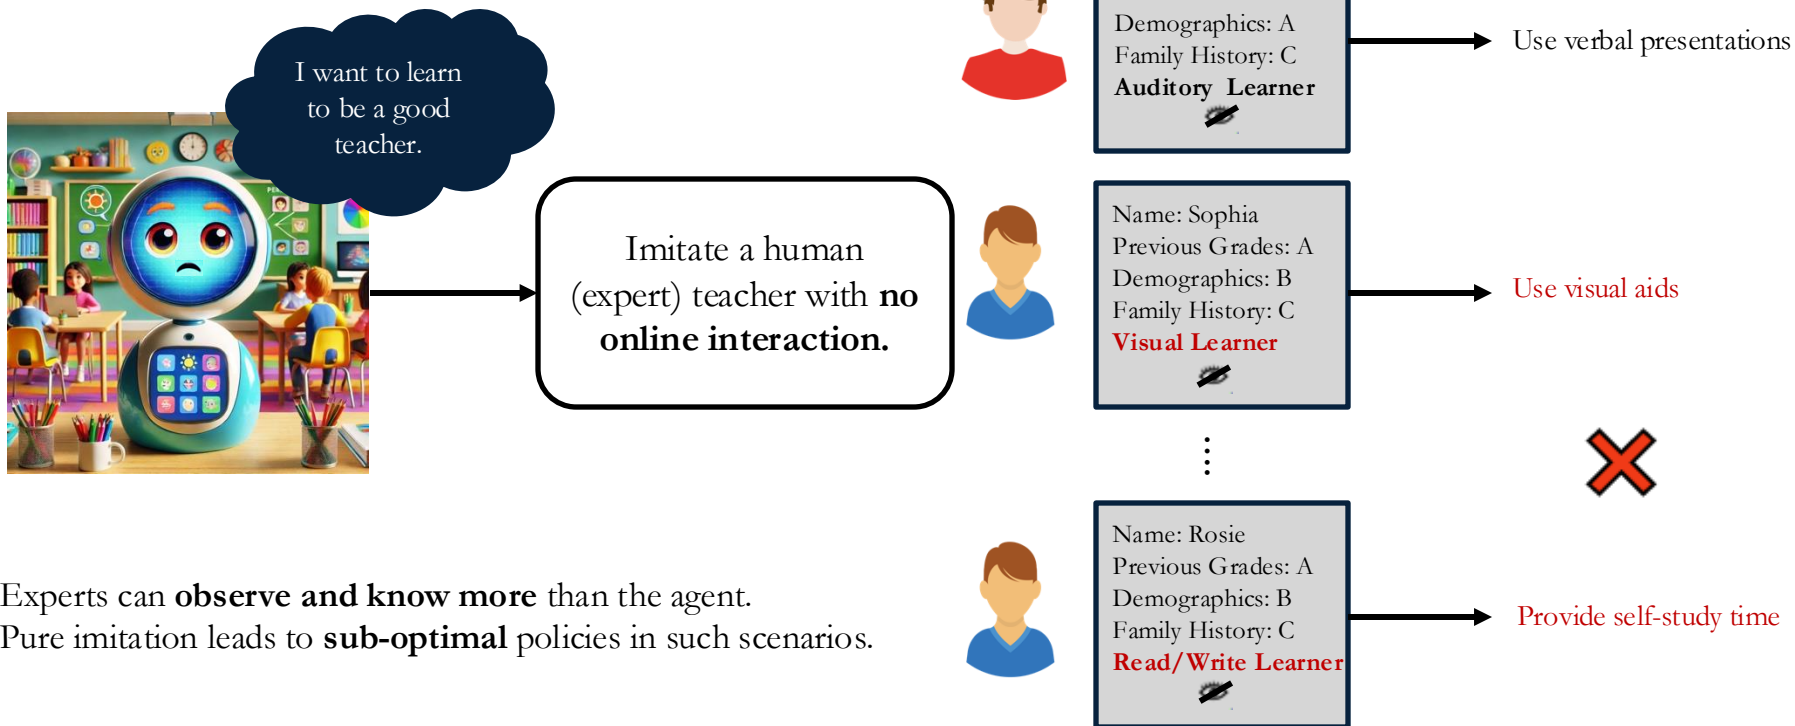 I want to learn
to be a good
teacher.
Imitate a human
(expert) teacher with no
online interaction.
Experts can observe and know more than the agent.
Pure imitation leads to sub-optimal policies in such scenarios.
Demographics: A
Family History: C
Auditory Learner
Use verbal presentations
Name: Sophia
Previous Grades: A
Demographics: B
Family History: C
Visual Learner
Use visual aids
Name: Rosie
Previous Grades: A
Demographics: B
Family History: C
Read/Write Learner
Provide self-study time